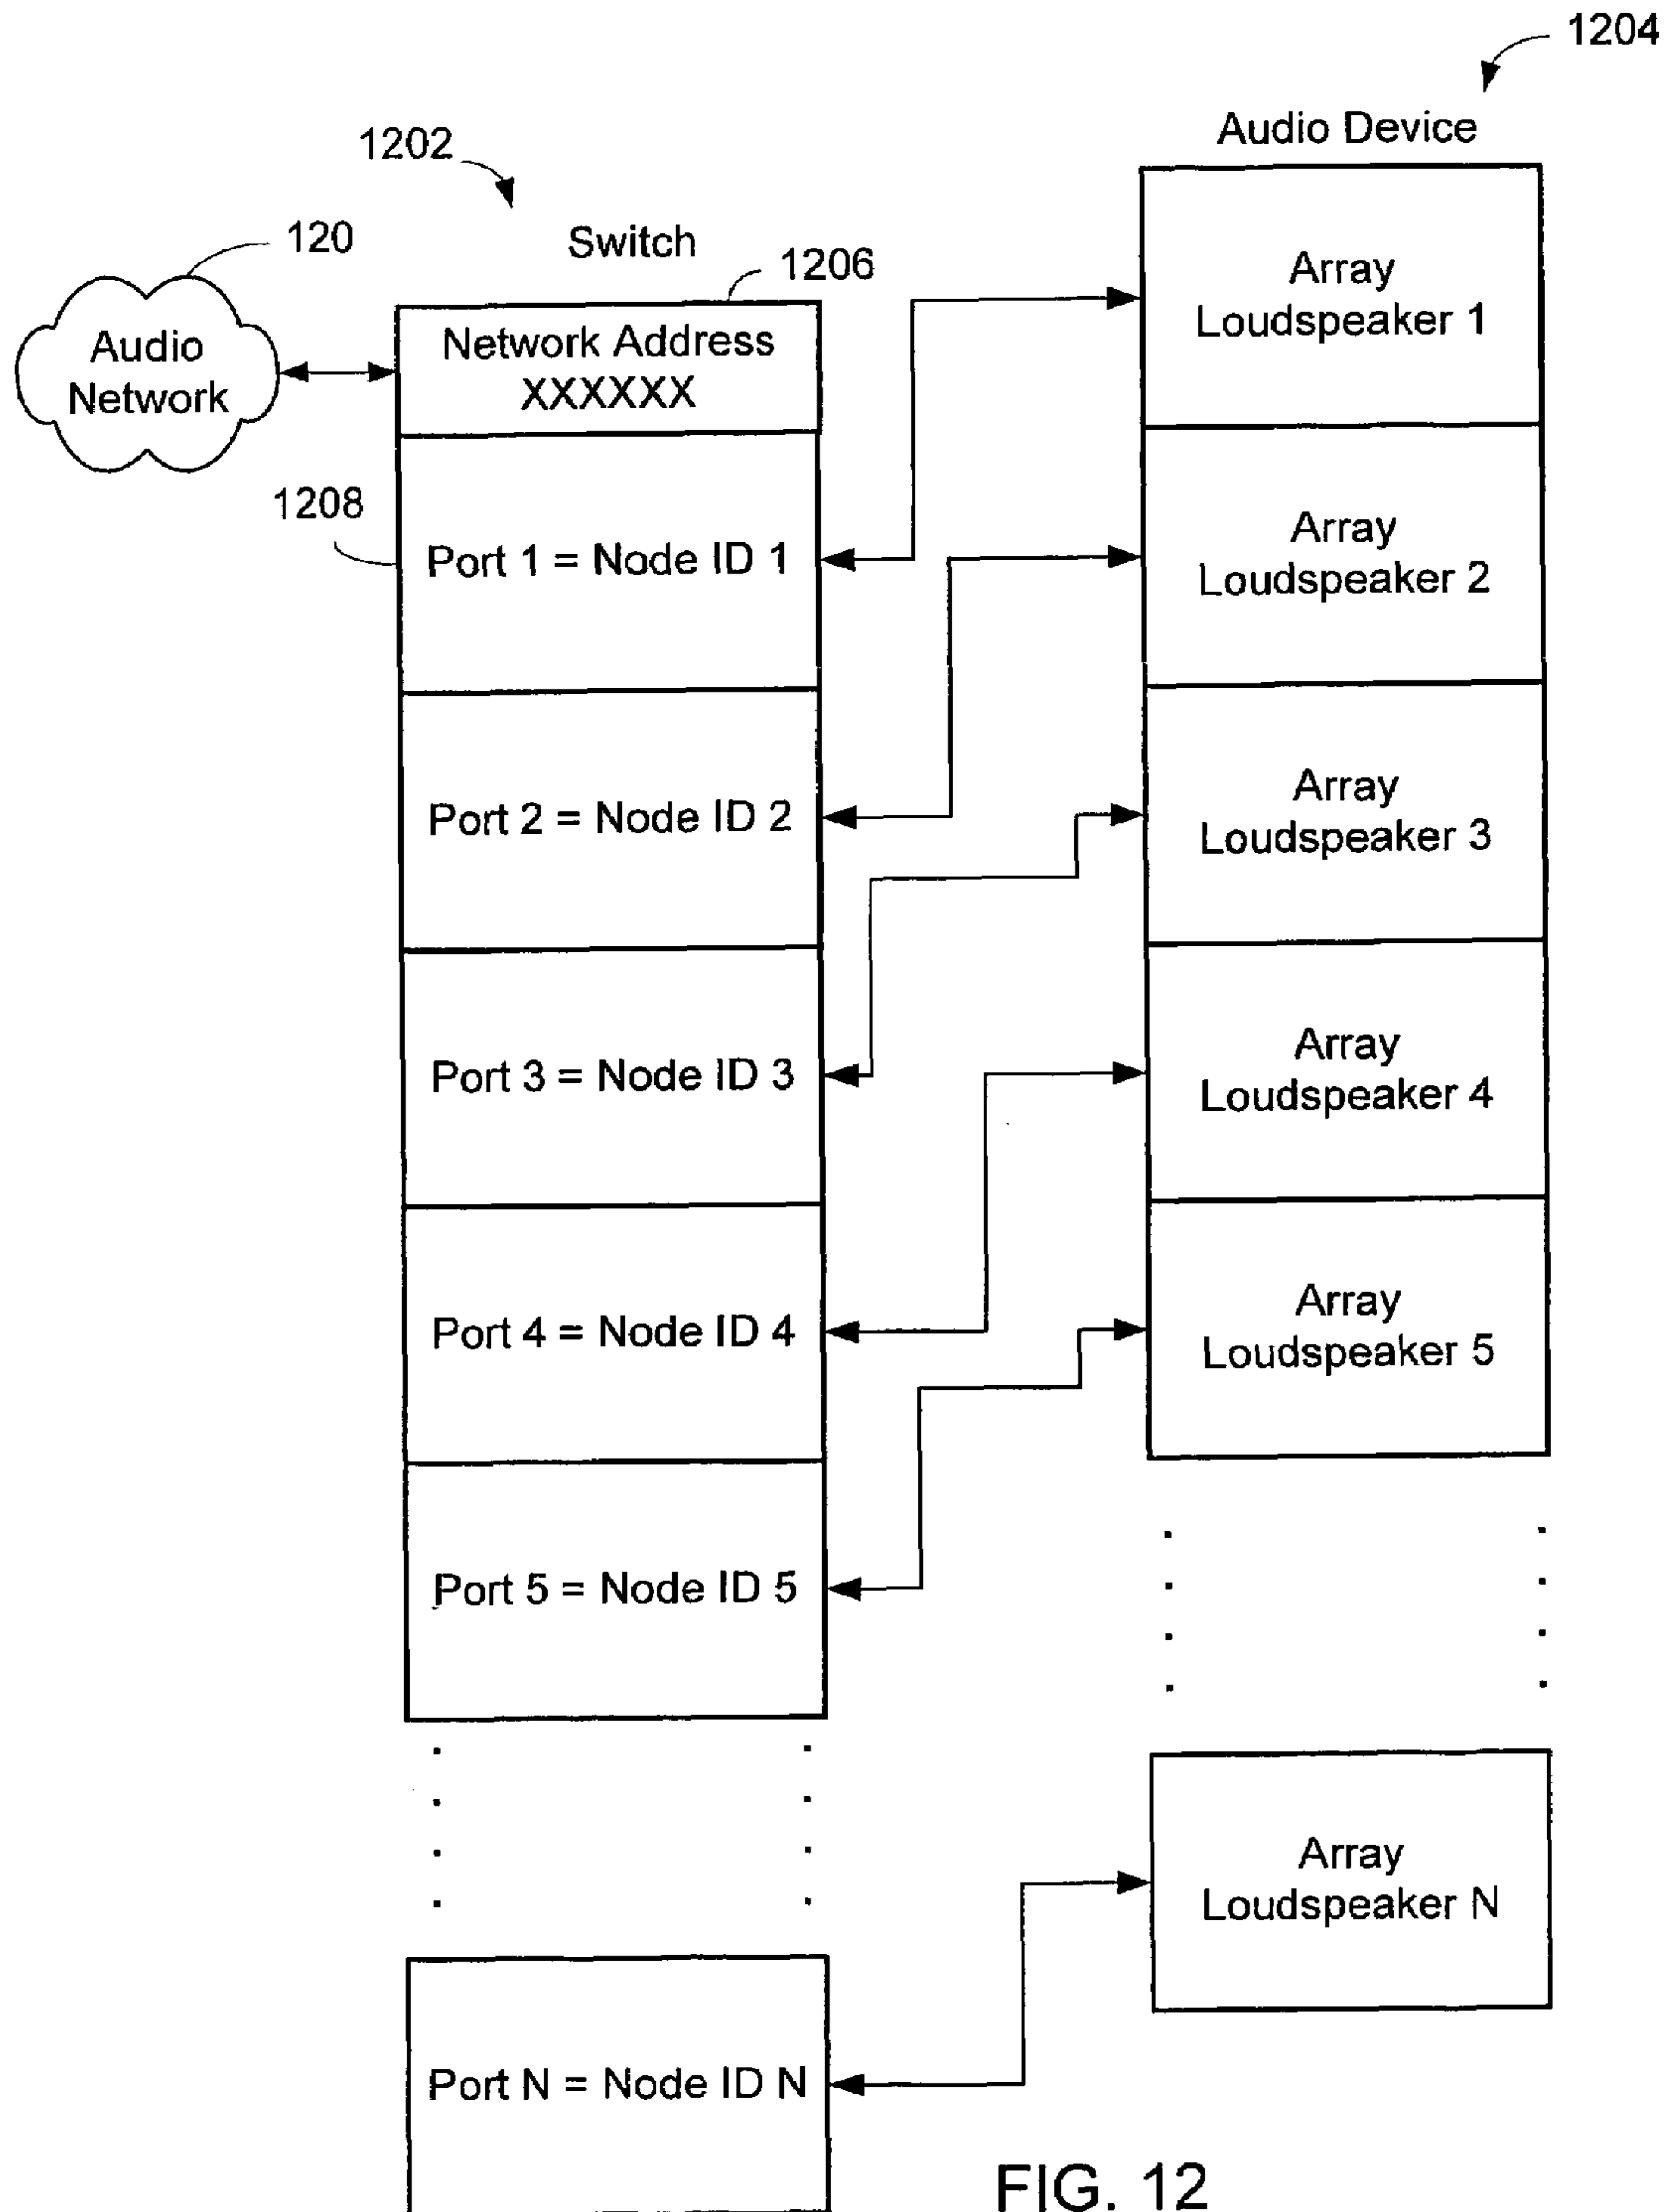 1204
Audio Device
1202
120
Switch
1206
Audio
Network
Network Address
XXXXXX
1208
Port 1 = Node ID 1
Port 2 = Node ID 2
Port 3 = Node ID 3
Port 4 = Node ID 4
Port 5 = Node ID 5
Port N = Node ID N
Array
Loudspeaker 1
Array
Loudspeaker 2
Array
Loudspeaker 3
Array
Loudspeaker 4
Array
Loudspeaker 5
Array
Loudspeaker N
FIG. 12